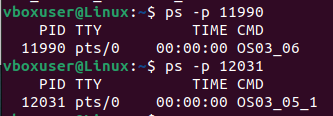 vboxuser@Linux:~$ ps -p 11990
PID TTY TIME CMD
11990 pts/0 00:00:00 OS03_06
vboxuser@Linux:~$ ps -p 12031
PID TTY TIME CMD
12031 pts/0 00:00:00 OS03_05_1